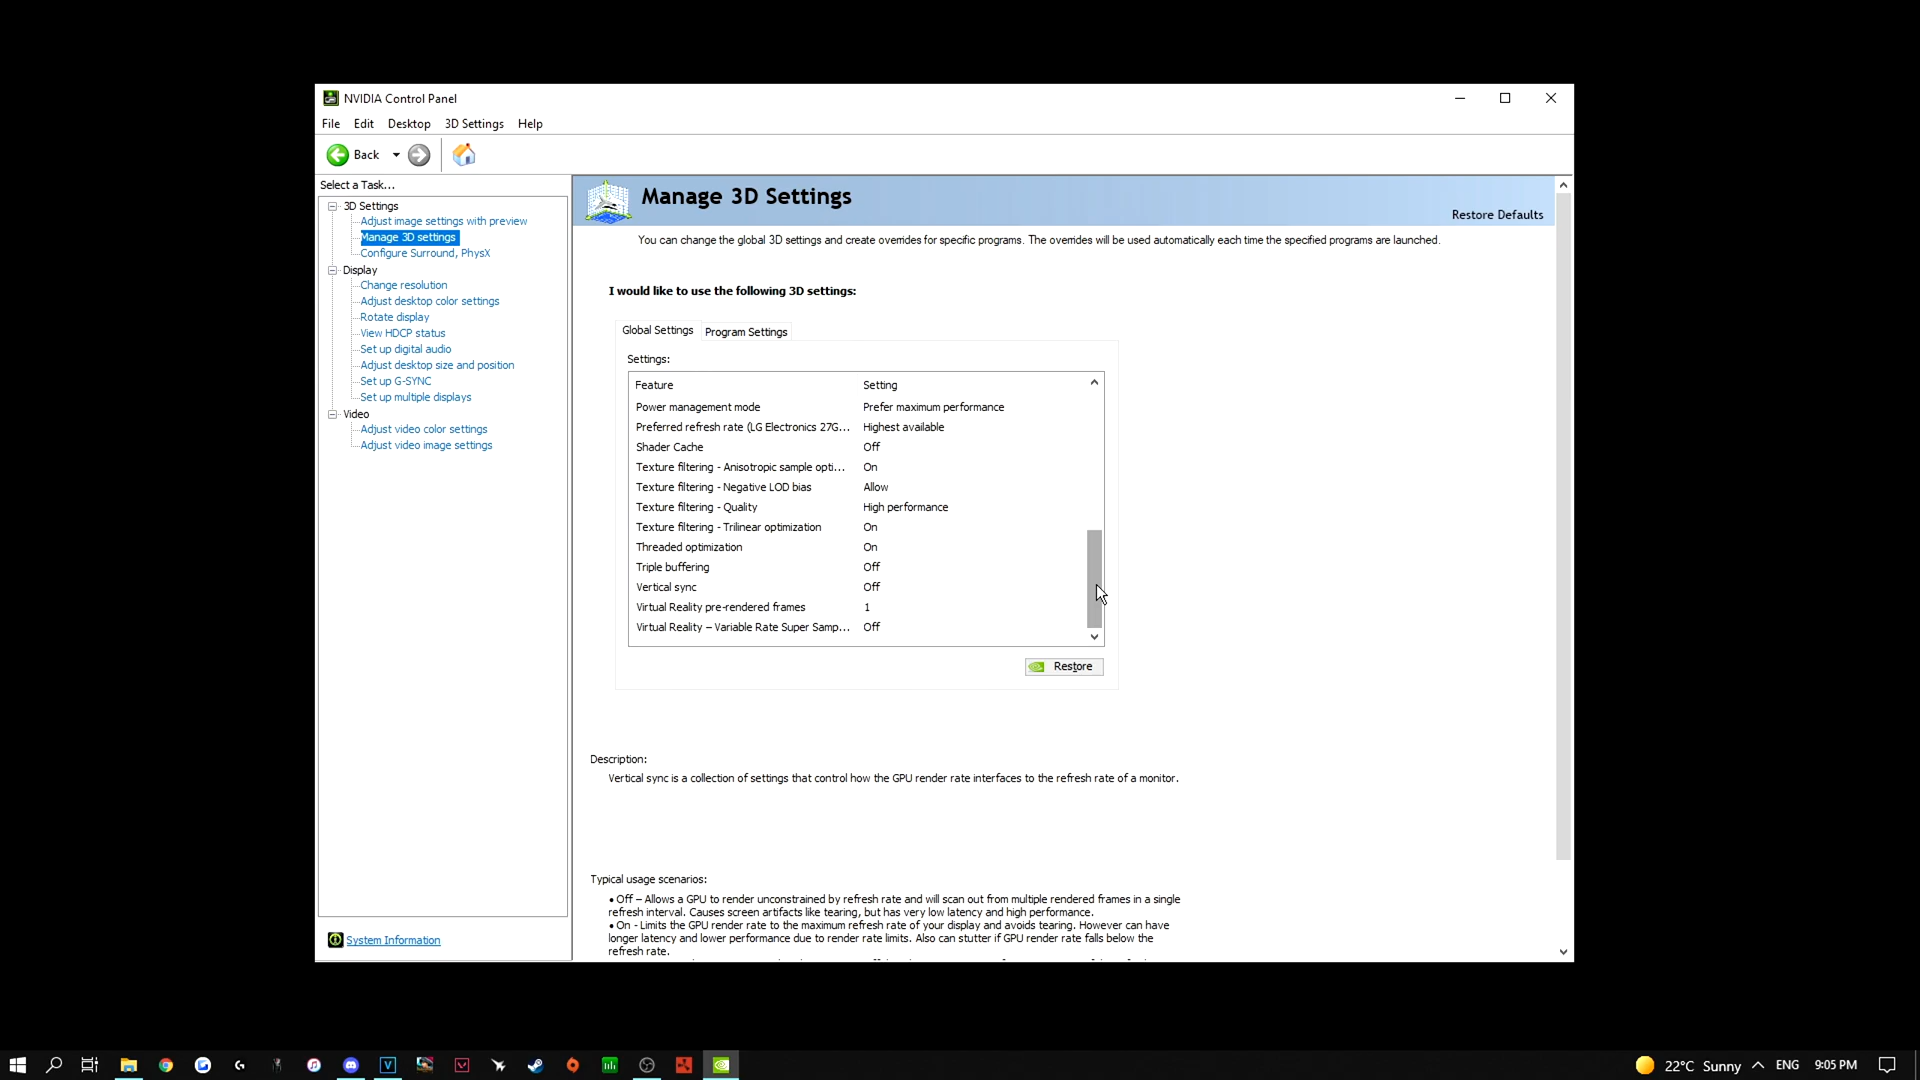 NVIDIA Control Panel
File Edit Desktop 3D Settings Help
Back
Select a Task...
3D Settings
Adjust image settings with preview
Manage 3D settings
Configure Surround, PhysX
Display
Change resolution
Adjust desktop color settings
Rotate display
View HDCP status
Set up digital audio
Adjust desktop size and position
Set up G-SYNC
Set up multiple displays
Video
Adjust video color settings
Adjust video image settings
System Information
Manage 3D Settings
Restore Defaults
You can change the global 3D settings and create overrides for specific programs. The overrides will be used automatically each time the specified programs are launched.
I would like to use the following 3D settings:
Global Settings Program Settings
Settings:
Feature Setting
Power management mode Prefer maximum performance
Preferred refresh rate (LG Electronics 27G... Highest available
Shader Cache Off
Texture filtering - Anisotropic sample opti... On
Texture filtering - Negative LOD bias Allow
Texture filtering - Quality High performance
Texture filtering - Trilinear optimization On
Threaded optimization On
Triple buffering Off
Vertical sync Off
Virtual Reality pre-rendered frames 1
Virtual Reality – Variable Rate Super Samp... Off
Restore
Description:
Vertical sync is a collection of settings that control how the GPU render rate interfaces to the refresh rate of a monitor.
Typical usage scenarios:
• Off – Allows a GPU to render unconstrained by refresh rate and will scan out from multiple rendered frames in a single
refresh interval. Causes screen artifacts like tearing, but has very low latency and high performance.
• On - Limits the GPU render rate to the maximum refresh rate of your display and avoids tearing. However can have
longer latency and lower performance due to render rate limits. Also can stutter if GPU render rate falls below the
refresh rate.
22°C Sunny ENG 9:05 PM